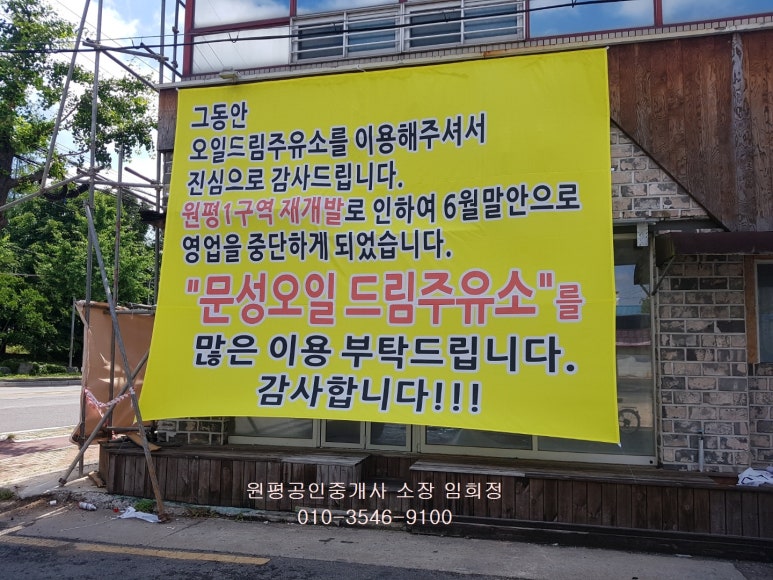 그동안
오일드림주유소를 이용해주셔서
진심으로 감사드립니다.
원평1구역 재개발로 인하여 6월말안으로
영업을 중단하게 되었습니다.
"문성오일 드림주유소"를
많은 이용 부탁드립니다.
감사합니다!!!
원평공인중개사 소장 임희정
010-3546-9100